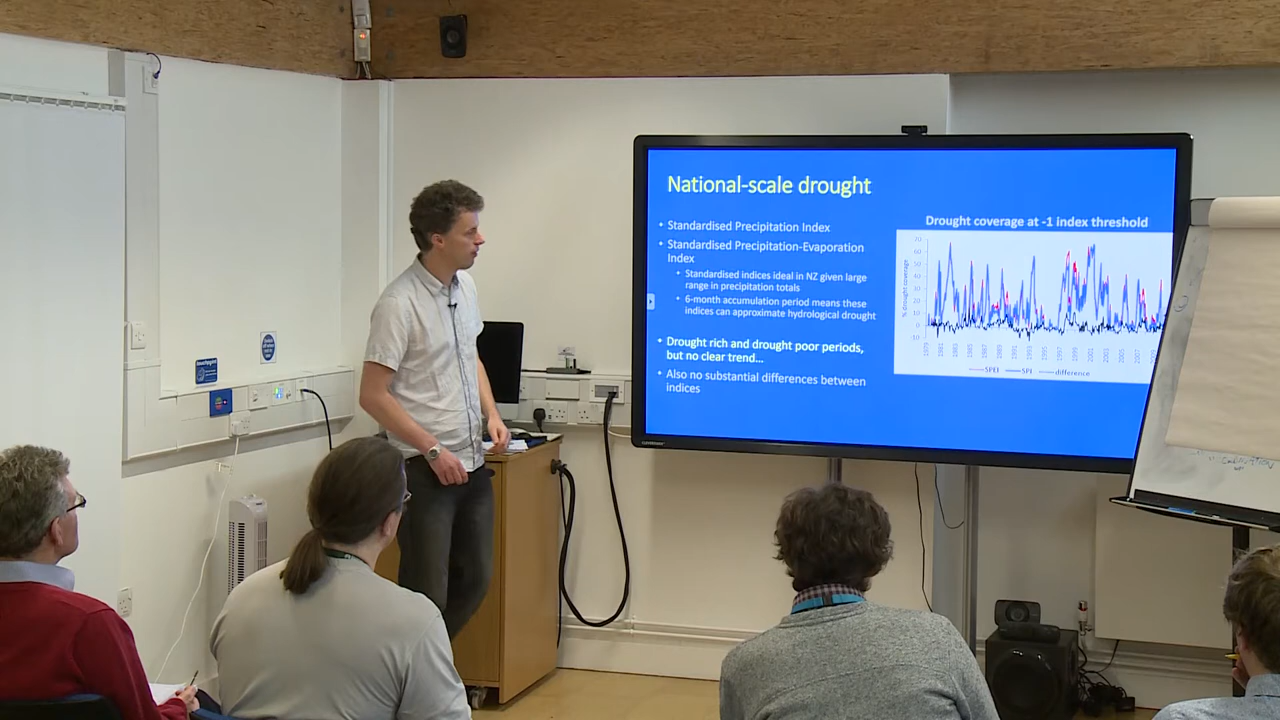 National-scale drought
• Standardised Precipitation Index
• Standardised Precipitation-Evaporation
Index
• Standardised indices ideal in NZ given large
range in precipitation totals
• 6-month accumulation period means these
indices can approximate hydrological drought
• Drought rich and drought poor periods,
but no clear trend...
• Also no substantial differences between
indices
Drought coverage at -1 index threshold
% drought coverage
SPEI SPI difference